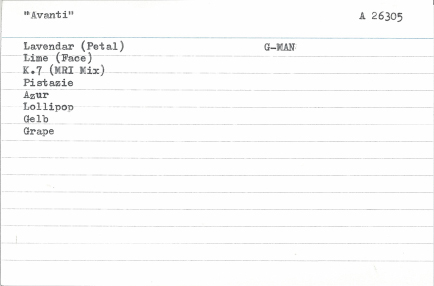 "Avanti" A 26305
Lavendar (Petal) G-MAN
Lime (Face)
K.7 (MRI Mix)
Pistazie
Azur
Lollipop
Gelb
Grape